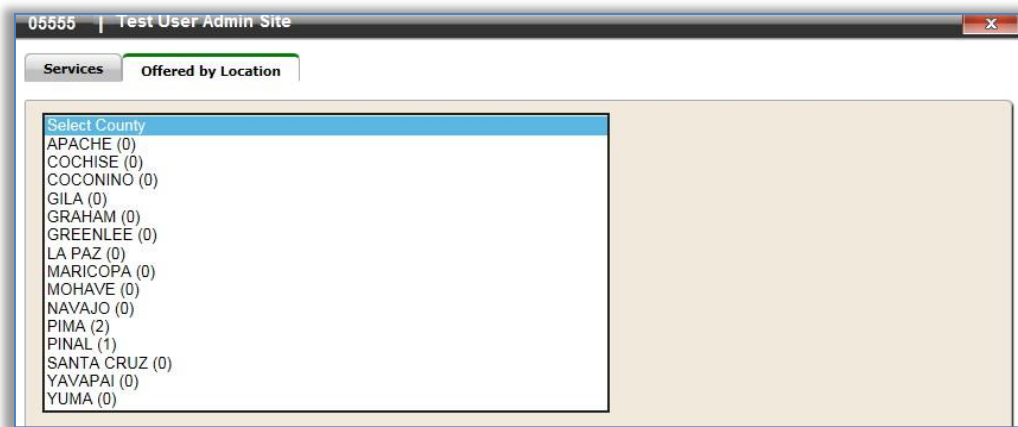 05555 | Test User Admin Site X
Services Offered by Location
Select County
APACHE (0)
COCHISE (0)
COCONINO (0)
GILA (0)
GRAHAM (0)
GREENLEE (0)
LA PAZ (0)
MARICOPA (0)
MOHAVE (0)
NAVAJO (0)
PIMA (2)
PINAL (1)
SANTA CRUZ (0)
YAVAPAI (0)
YUMA (0)